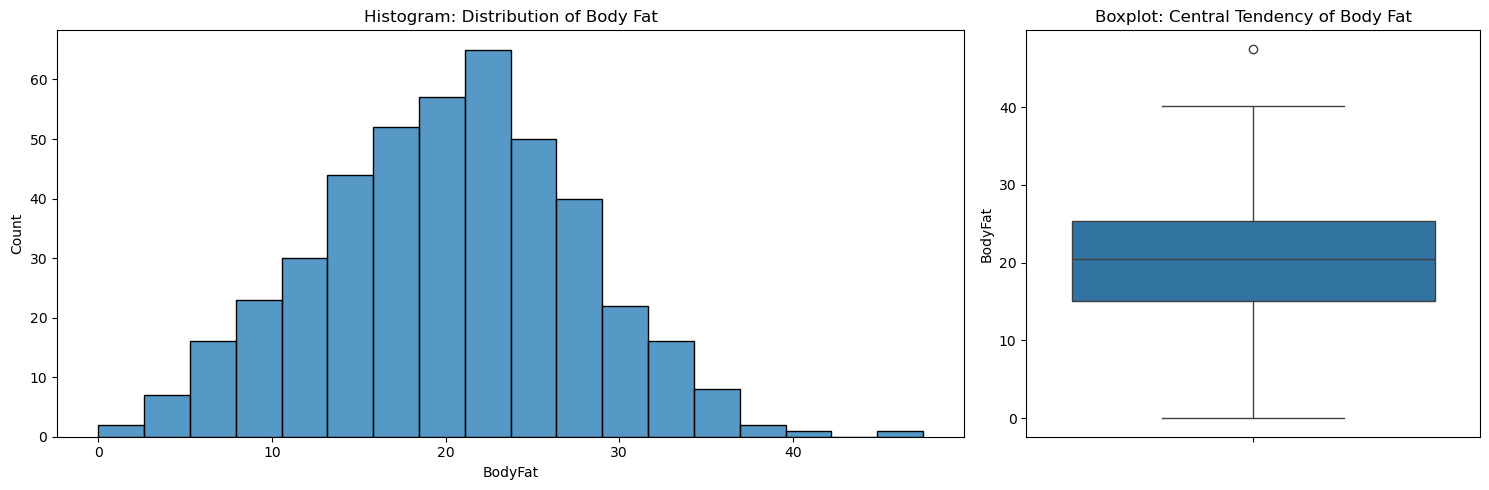 Histogram: Distribution of Body Fat
60
50
40
30
20
10
0
Count
0 10 20 30 40
BodyFat
Boxplot: Central Tendency of Body Fat
40
30
20
10
0
BodyFat